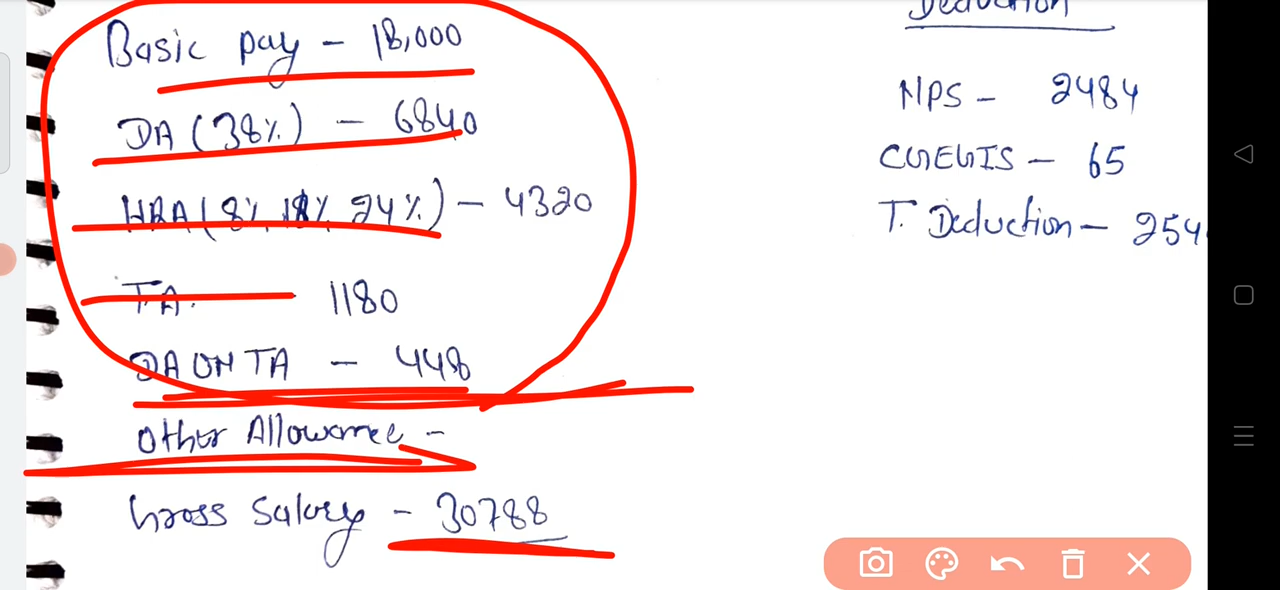 Basic pay - 18,000
DA (38%) - 6840
HRA (8%, 18%, 24%) - 4320
TA. 1180
DA ON TA - 448
Other Allowance -
Gross Salary - 30788
Deduction
NPS - 2484
CGEGIS - 65
T. Deduction - 254